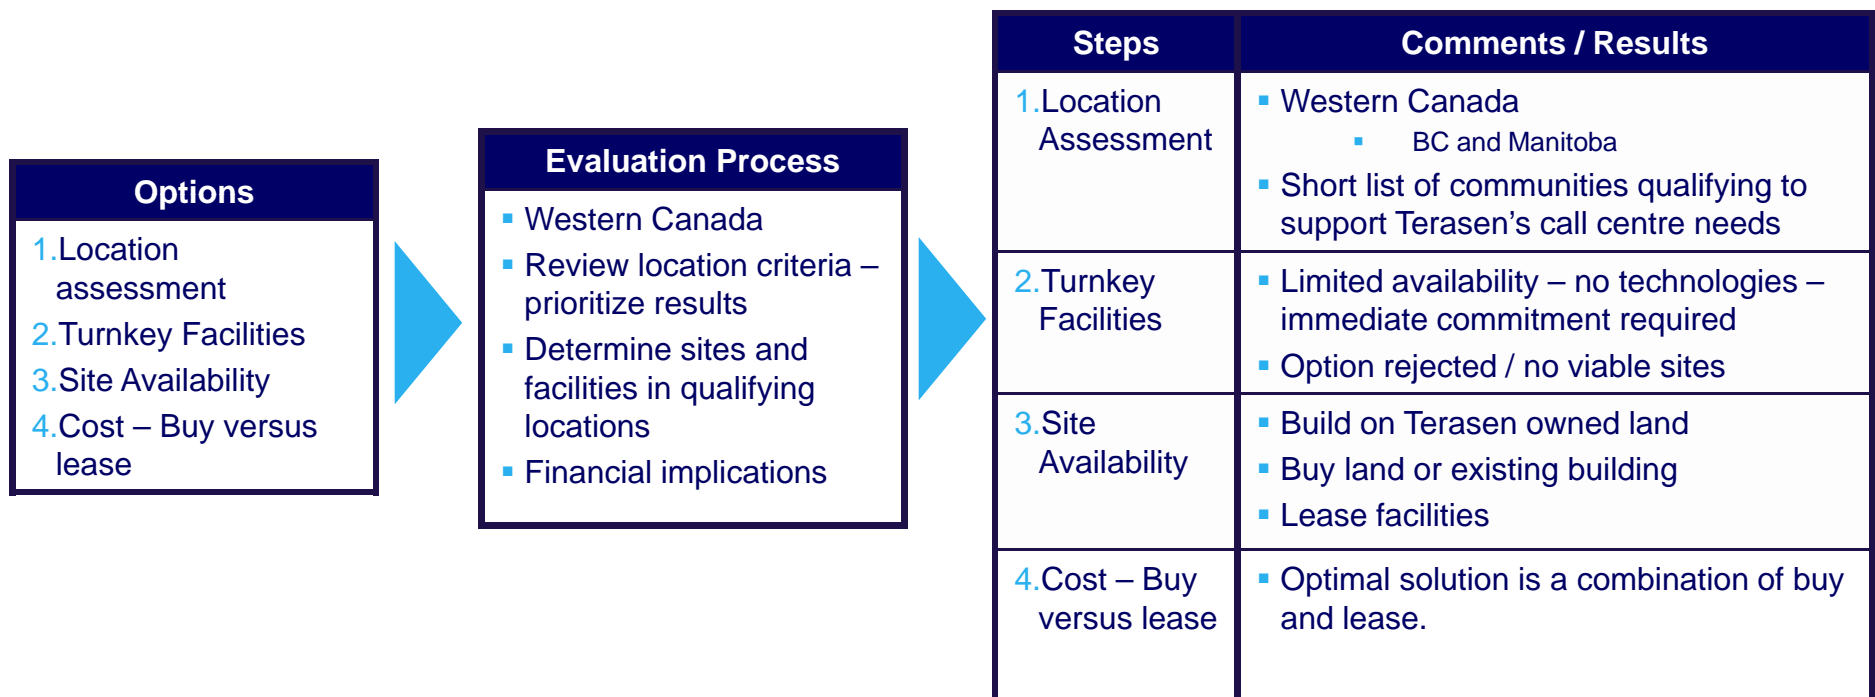 Options
1.Location
assessment
2.Turnkey Facilities
3.Site Availability
4.Cost – Buy versus
lease
Evaluation Process
▪ Western Canada
▪ Review location criteria –
prioritize results
▪ Determine sites and
facilities in qualifying
locations
▪ Financial implications
Steps
Comments / Results
1.Location
Assessment
▪ Western Canada
▪ BC and Manitoba
▪ Short list of communities qualifying to
support Terasen’s call centre needs
2.Turnkey
Facilities
▪ Limited availability – no technologies –
immediate commitment required
▪ Option rejected / no viable sites
3.Site
Availability
▪ Build on Terasen owned land
▪ Buy land or existing building
▪ Lease facilities
4.Cost – Buy
versus lease
▪ Optimal solution is a combination of buy
and lease.